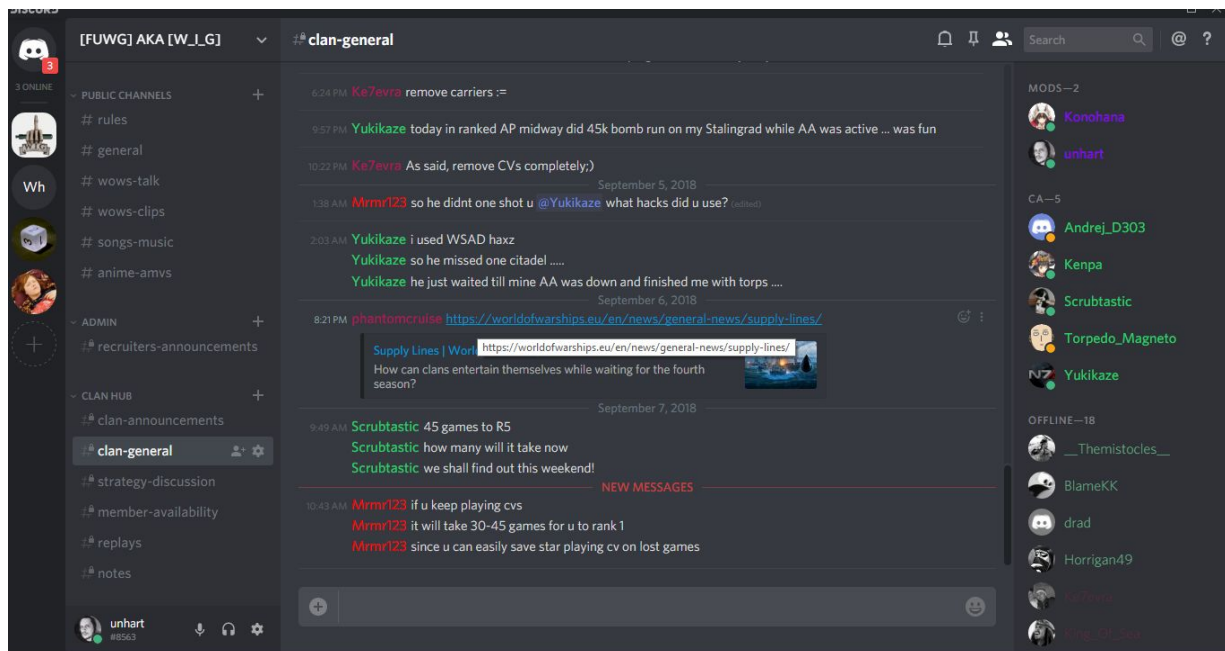 3
3 ONLINE
Wh
[FUWG] AKA [W_I_G]
PUBLIC CHANNELS
# rules
# general
# wows-talk
# wows-clips
# songs-music
# anime-amvs
ADMIN
recruiters-announcements
CLAN HUB
clan-announcements
clan-general
strategy-discussion
member-availability
replays
notes
unhart
#8563
clan-general
Search
@ ?
6:24 PM Ke7evra remove carriers :=
9:57 PM Yukikaze today in ranked AP midway did 45k bomb run on my Stalingrad while AA was active ... was fun
10:22 PM Ke7evra As said, remove CVs completely;)
September 5, 2018
1:38 AM Mrmr123 so he didnt one shot u @Yukikaze what hacks did u use? (edited)
2:03 AM Yukikaze i used WSAD haxz
Yukikaze so he missed one citadel .....
Yukikaze he just waited till mine AA was down and finished me with torps ....
September 6, 2018
8:21 PM phantomcruise https://worldofwarships.eu/en/news/general-news/supply-lines/
Supply Lines | Worl
https://worldofwarships.eu/en/news/general-news/supply-lines/
How can clans entertain themselves while waiting for the fourth
season?
September 7, 2018
9:49 AM Scrubtastic 45 games to R5
Scrubtastic how many will it take now
Scrubtastic we shall find out this weekend!
NEW MESSAGES
10:43 AM Mrmr123 if u keep playing cvs
Mrmr123 it will take 30-45 games for u to rank 1
Mrmr123 since u can easily save star playing cv on lost games
MODS—2
Konohana
unhart
CA—5
Andrej_D303
Kenpa
Scrubtastic
Torpedo_Magneto
Yukikaze
OFFLINE—18
__Themistocles__
BlameKK
drad
Horrigan49
Ke7evra